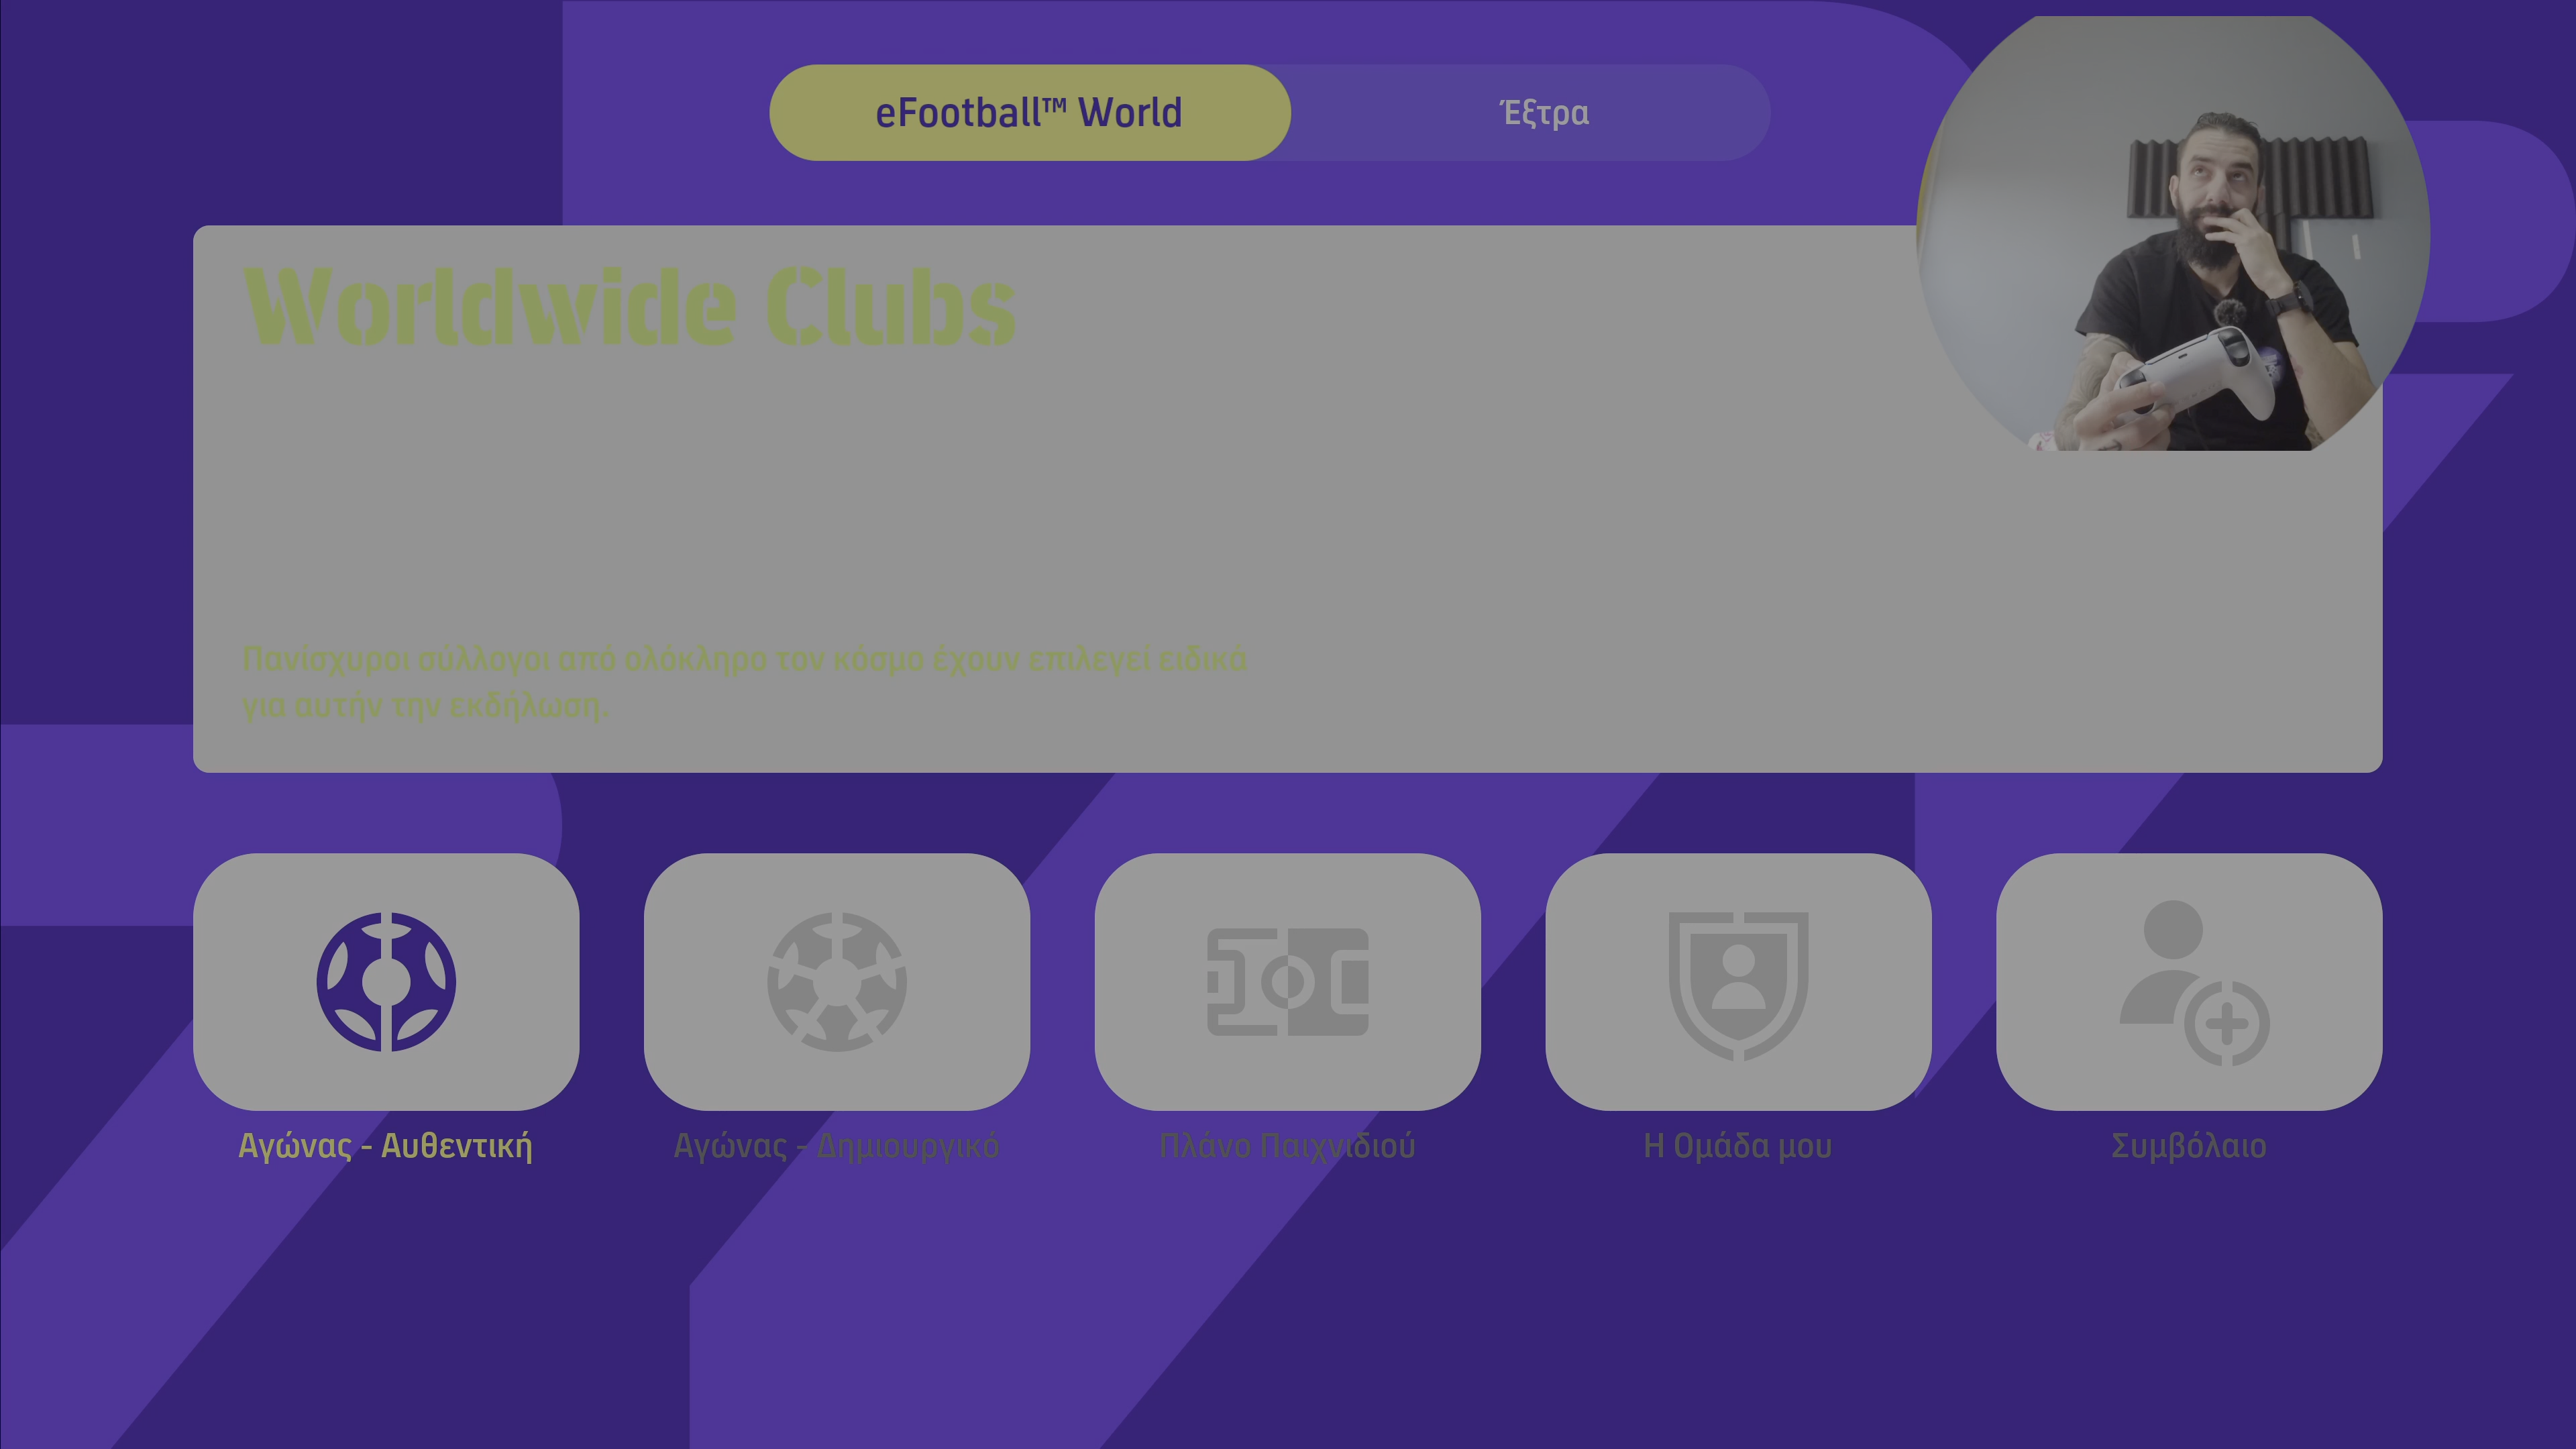 eFootball™ World
Έξτρα
Worldwide Clubs
Πανίσχυροι σύλλογοι από ολόκληρο τον κόσμο έχουν επιλεγεί ειδικά
για αυτήν την εκδήλωση.
Αγώνας - Αυθεντική
Αγώνας - Δημιουργικό
Πλάνο Παιχνιδιού
Η Ομάδα μου
Συμβόλαιο